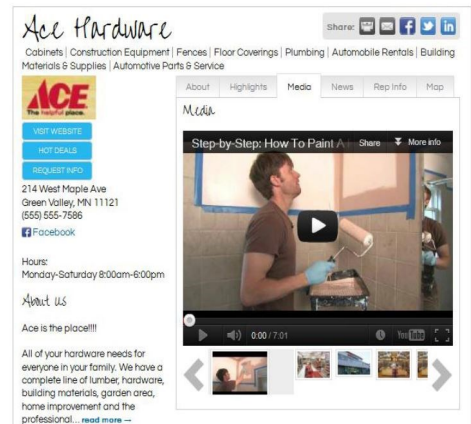 Ace Hardware
Share:
Cabinets | Construction Equipment | Fences | Floor Coverings | Plumbing | Automobile Rentals | Building
Materials & Supplies | Automotive Parts & Service
ACE
The helpful place.
VISIT WEBSITE
HOT DEALS
REQUEST INFO
214 West Maple Ave
Green Valley, MN 11121
(555) 555-7586
Facebook
Hours:
Monday-Saturday 8:00am-6:00pm
About Us
Ace is the place!!!!
All of your hardware needs for
everyone in your family. We have a
complete line of lumber, hardware,
building materials, garden area,
home improvement and the
professional... read more →
About Highlights Media News Rep Info Map
Media
Step-by-Step: How To Paint A Share More info
0:00 / 7:01 YouTube